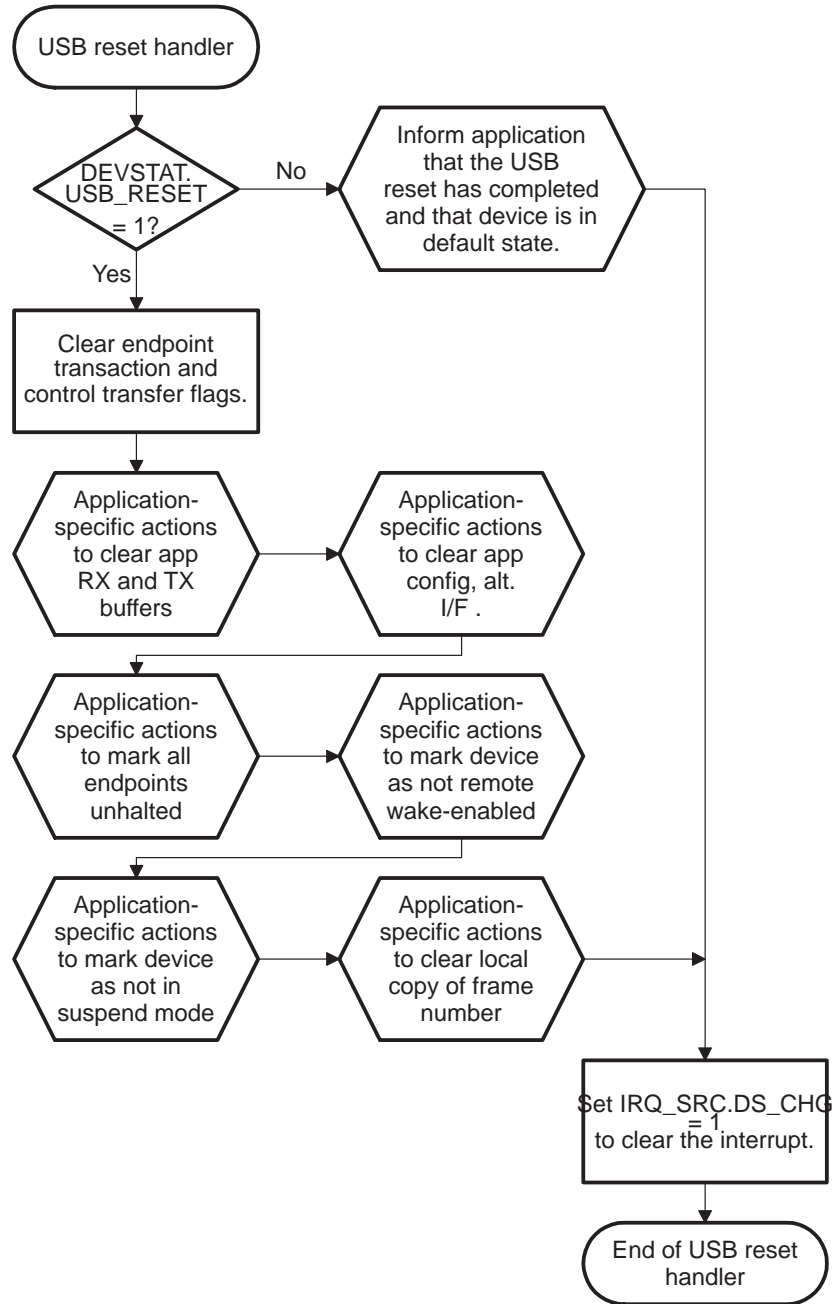 USB reset handler
DEVSTAT.
USB_RESET
= 1?
No
Inform application
that the USB
reset has completed
and that device is in
default state.
Yes
Clear endpoint
transaction and
control transfer flags.
Application-
specific actions
to clear app
RX and TX
buffers
Application-
specific actions
to clear app
config, alt.
I/F .
Application-
specific actions
to mark all
endpoints
unhalted
Application-
specific actions
to mark device
as not remote
wake-enabled
Application-
specific actions
to mark device
as not in
suspend mode
Application-
specific actions
to clear local
copy of frame
number
Set IRQ_SRC.DS_CHG
= 1
to clear the interrupt.
End of USB reset
handler